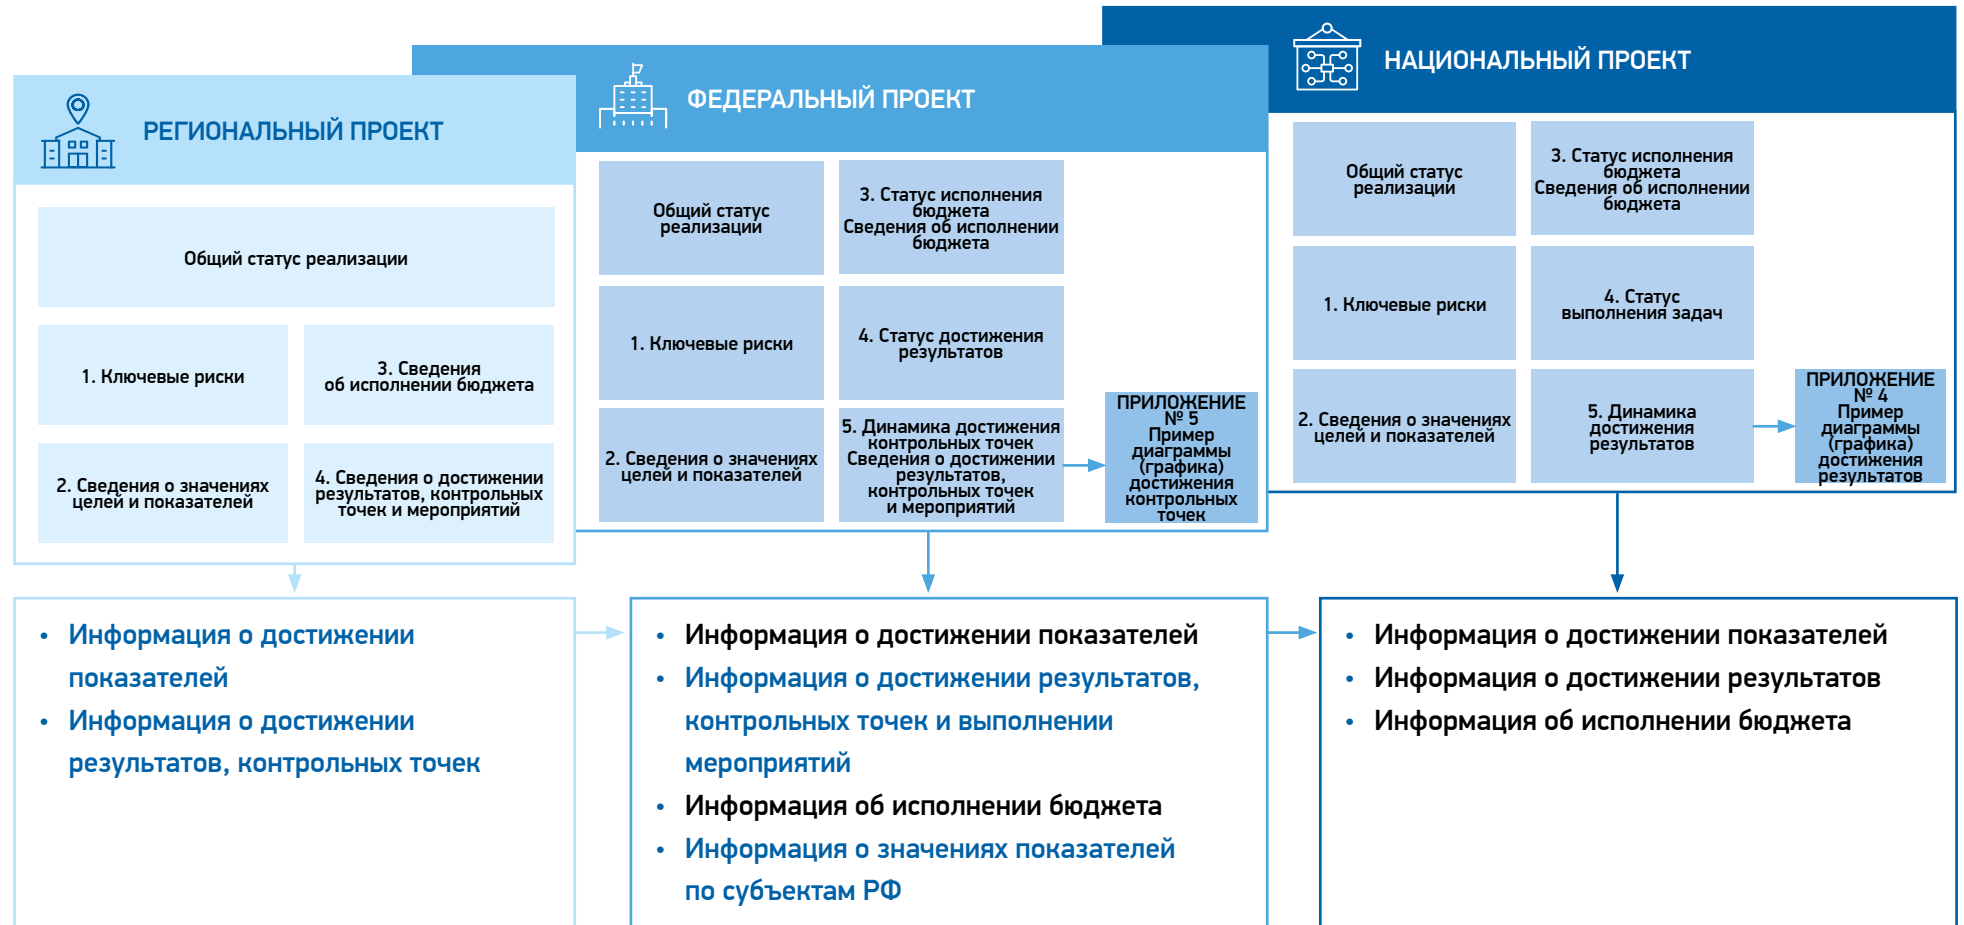 РЕГИОНАЛЬНЫЙ ПРОЕКТ
Общий статус реализации
1. Ключевые риски
3. Сведения
об исполнении бюджета
2. Сведения о значениях
целей и показателей
4. Сведения о достижении
результатов, контрольных
точек и мероприятий
ФЕДЕРАЛЬНЫЙ ПРОЕКТ
Общий статус
реализации
3. Статус исполнения
бюджета
Сведения об исполнении
бюджета
1. Ключевые риски
4. Статус достижения
результатов
2. Сведения о значениях
целей и показателей
5. Динамика достижения
контрольных точек
Сведения о достижении
результатов,
контрольных точек
и мероприятий
ПРИЛОЖЕНИЕ
№ 5
Пример
диаграммы
(графика)
достижения
контрольных
точек
НАЦИОНАЛЬНЫЙ ПРОЕКТ
Общий статус
реализации
3. Статус исполнения
бюджета
Сведения об исполнении
бюджета
1. Ключевые риски
4. Статус
выполнения задач
2. Сведения о значениях
целей и показателей
5. Динамика
достижения
результатов
ПРИЛОЖЕНИЕ
№ 4
Пример
диаграммы
(графика)
достижения
результатов
• Информация о достижении
показателей
• Информация о достижении
результатов, контрольных точек
• Информация о достижении показателей
• Информация о достижении результатов,
контрольных точек и выполнении
мероприятий
• Информация об исполнении бюджета
• Информация о значениях показателей
по субъектам РФ
• Информация о достижении показателей
• Информация о достижении результатов
• Информация об исполнении бюджета